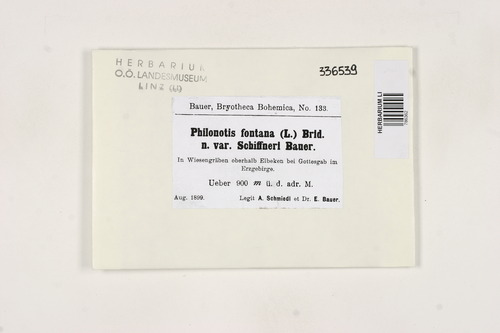 HERBARIUM
O.Ö. LANDESMUSEUM
LINZ (LI)
336539
HERBARIUM LI
Bauer, Bryotheca Bohemica, No. 133.
Philonotis fontana (L.) Brid.
n. var. Schiffneri Bauer.
In Wiesengräben oberhalb Elbeken bei Gottesgab im
Erzgebirge.
Ueber 900 m ü. d. adr. M.
Aug. 1899. Legit A. Schmiedl et Dr. E. Bauer.